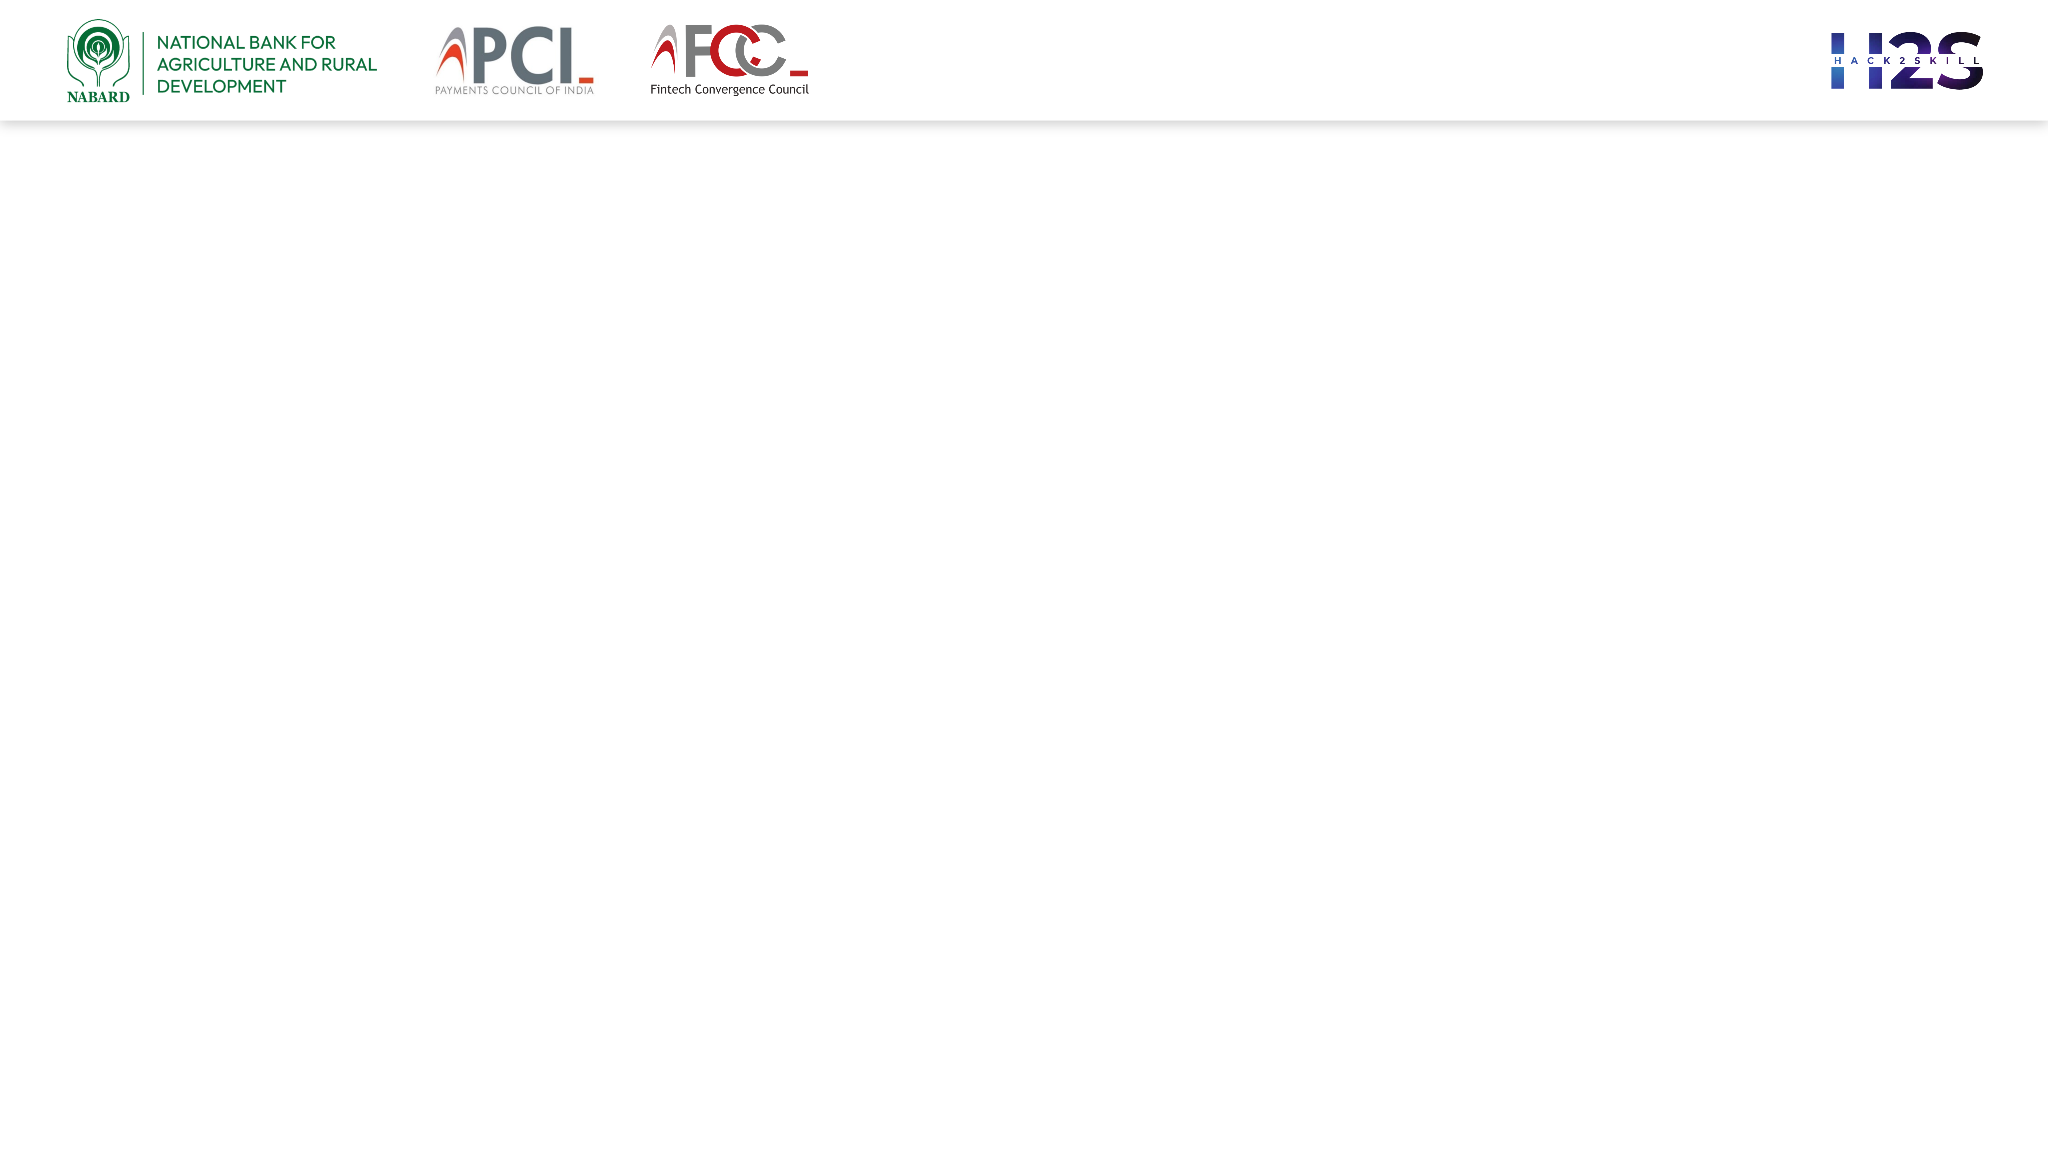 NABARD
NATIONAL BANK FOR
AGRICULTURE AND RURAL
DEVELOPMENT
PCI
PAYMENTS COUNCIL OF INDIA
FCC
Fintech Convergence Council
H2S
HACK2SKILL